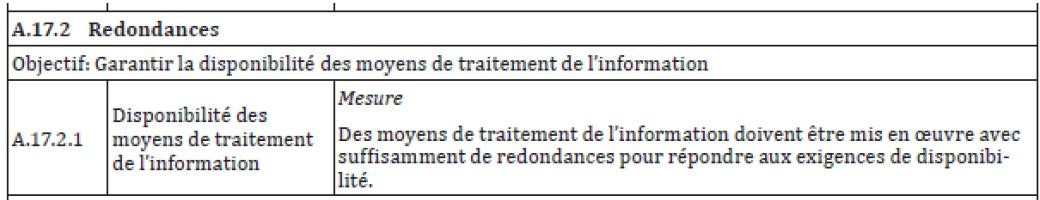 A.17.2 Redondances
Objectif: Garantir la disponibilité des moyens de traitement de l'information
A.17.2.1
Disponibilité des
moyens de traitement
de l'information
Mesure
Des moyens de traitement de l'information doivent être mis en œuvre avec
suffisamment de redondances pour répondre aux exigences de disponibi-
lité.